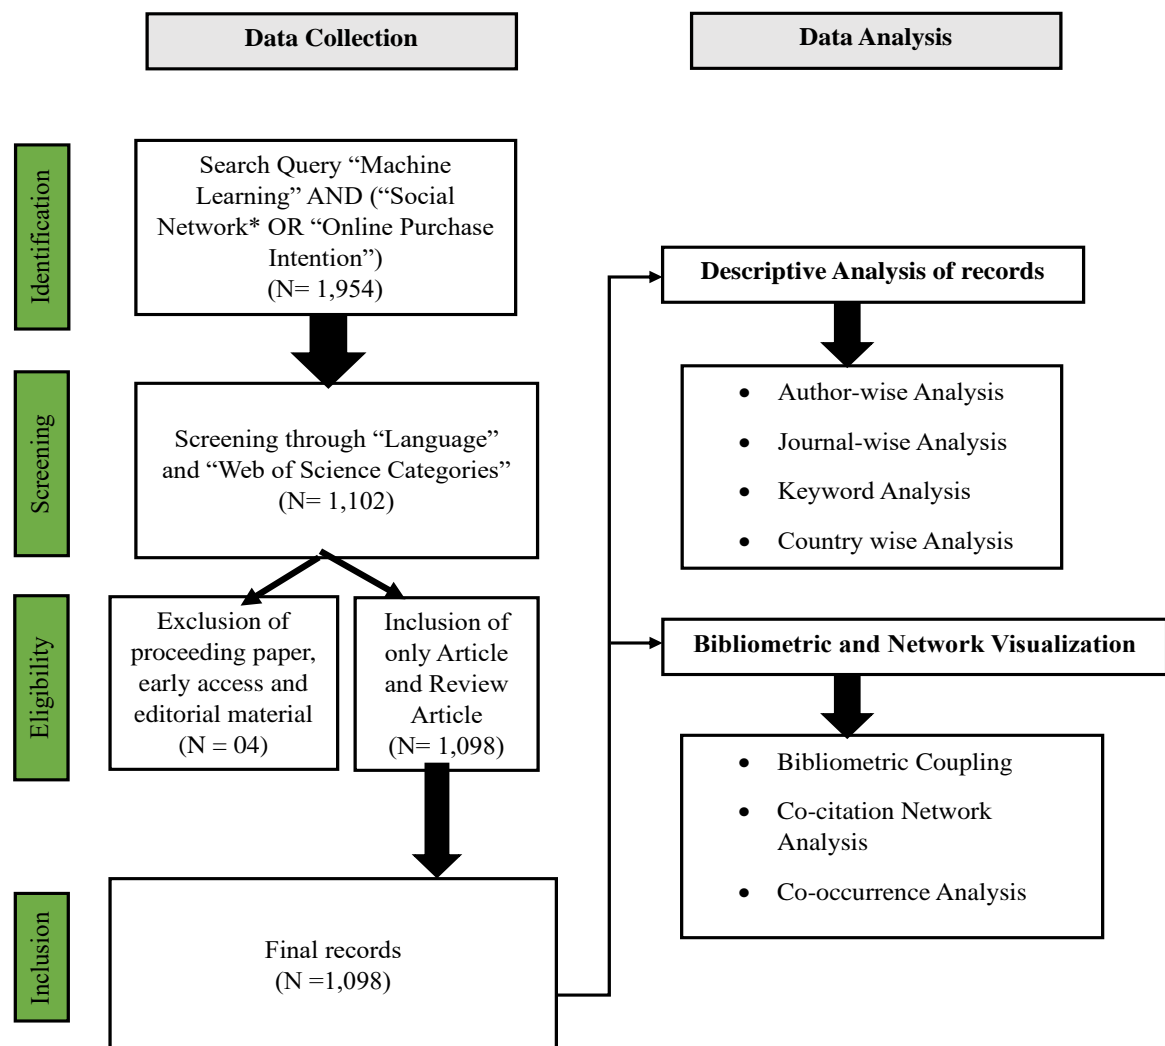 Data Collection
Data Analysis
Identification
Search Query “Machine
Learning” AND (“Social
Network* OR “Online Purchase
Intention”)
(N= 1,954)
Screening
Screening through “Language”
and “Web of Science Categories”
(N= 1,102)
Eligibility
Exclusion of
proceeding paper,
early access and
editorial material
(N = 04)
Inclusion of
only Article
and Review
Article
(N= 1,098)
Inclusion
Final records
(N =1,098)
Descriptive Analysis of records
• Author-wise Analysis
• Journal-wise Analysis
• Keyword Analysis
• Country wise Analysis
Bibliometric and Network Visualization
• Bibliometric Coupling
• Co-citation Network
Analysis
• Co-occurrence Analysis